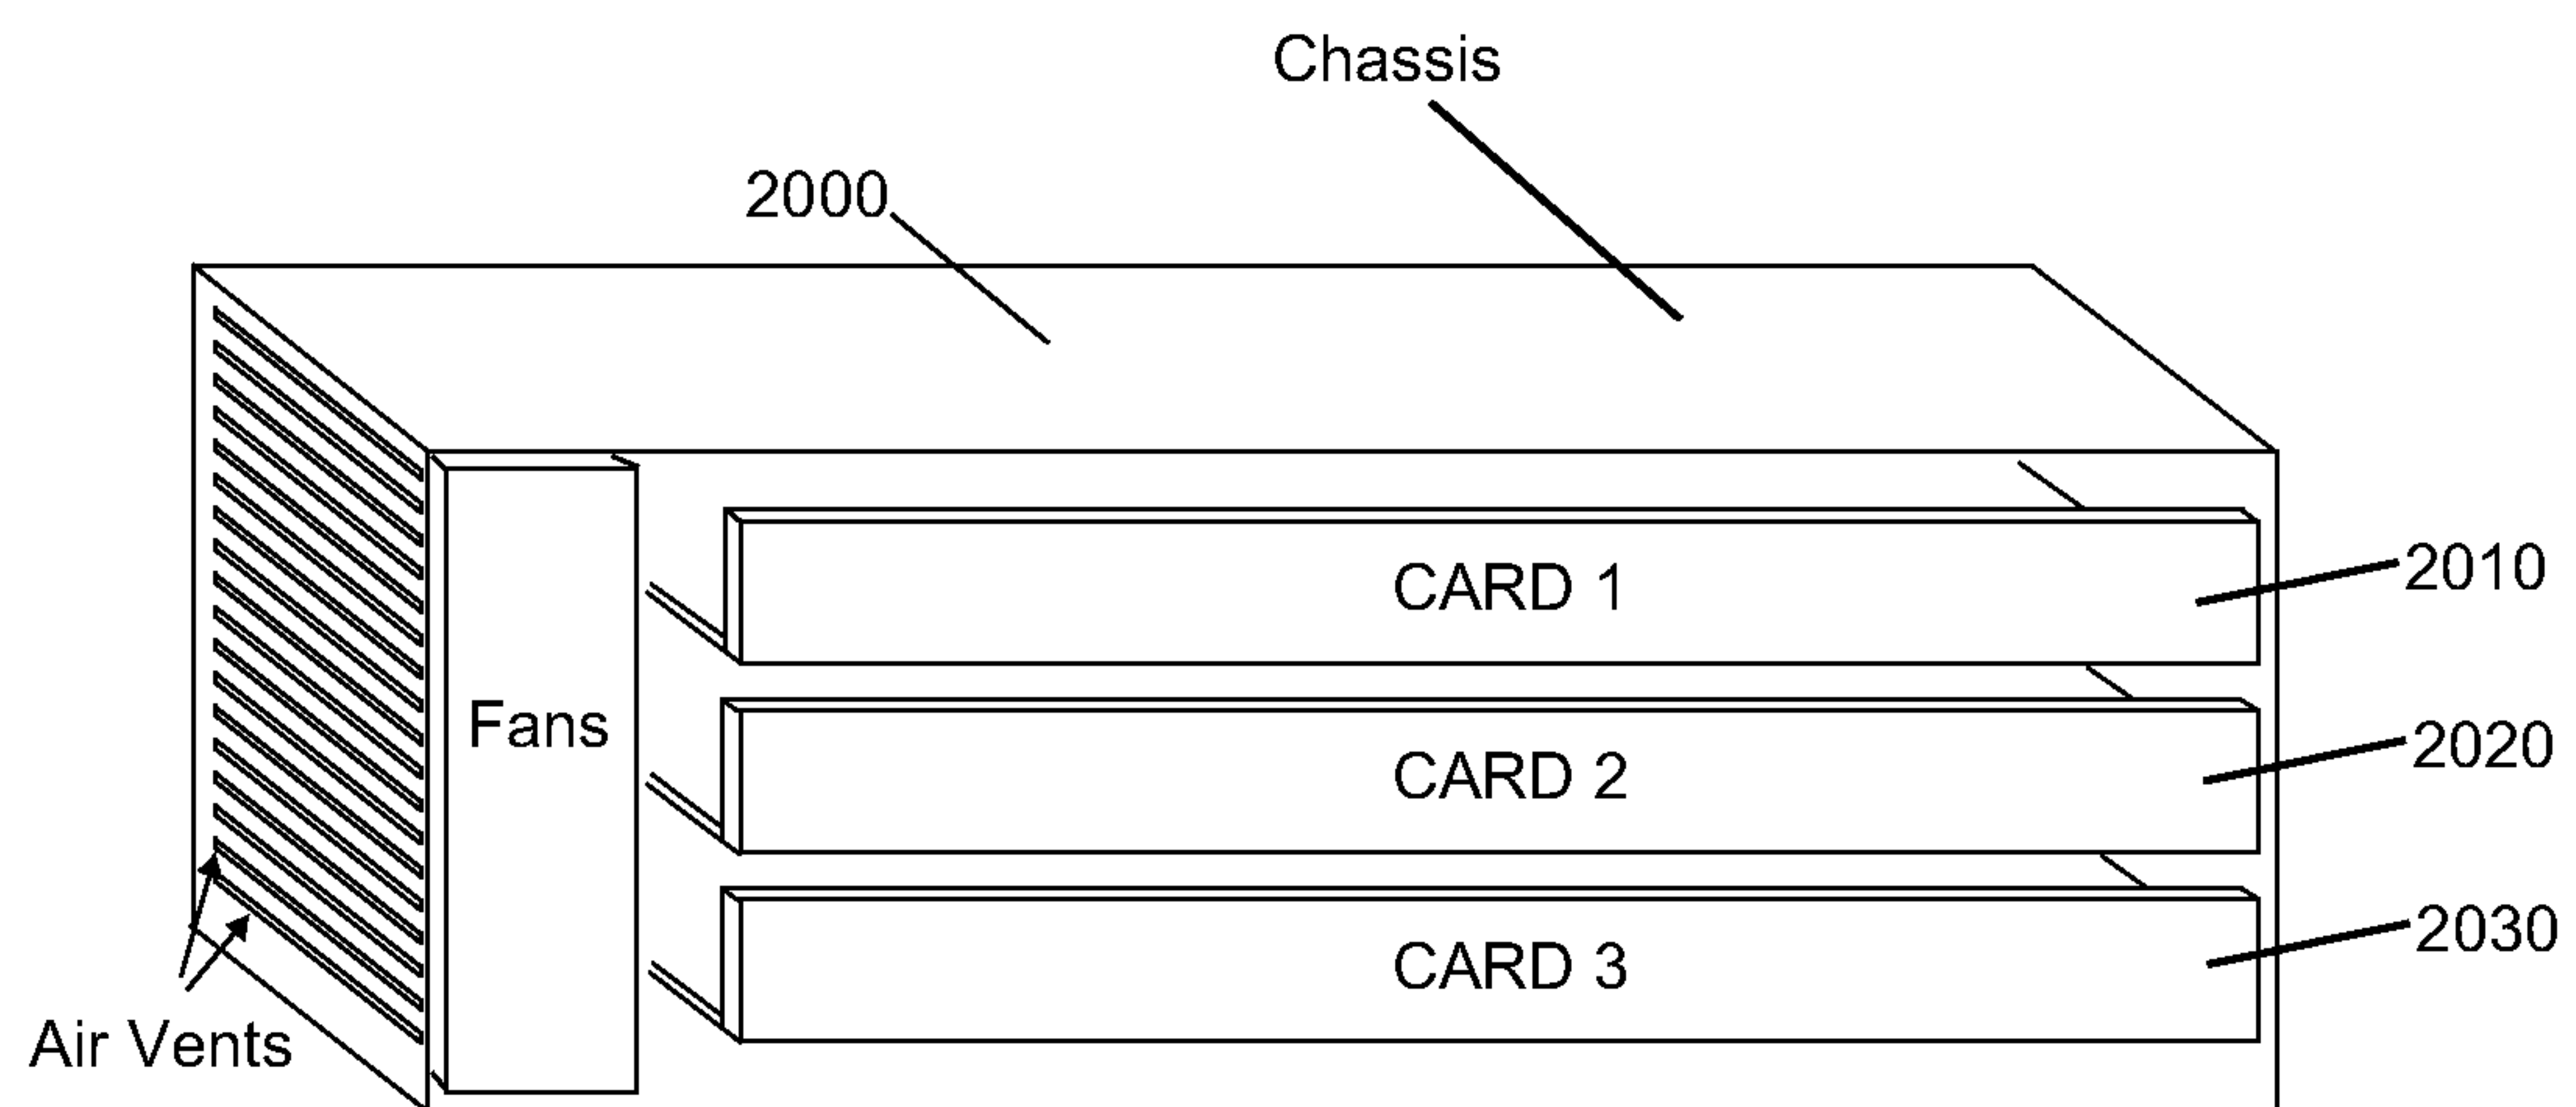 Chassis
2000
CARD 1
2010
Fans
CARD 2
2020
CARD 3
2030
Air Vents